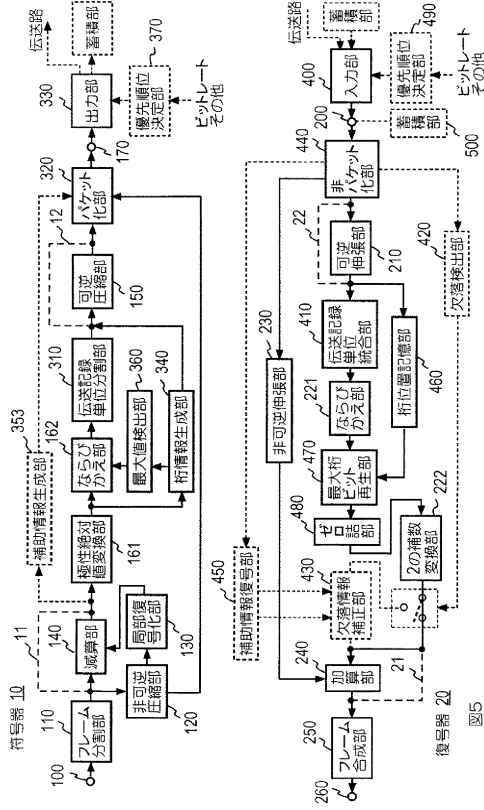 符号器 10
100
110
フレーム
分割部
11
140
減算部
120
非可逆
圧縮部
130
局部復
号化部
353
補助情報生成部
161
極性絶対
値変換部
162
ならび
かえ部
310
伝送記録
単位分割部
360
最大値検出部
340
桁情報生成部
12
150
可逆
圧縮部
320
パケット
化部
170
330
出力部
伝送路
蓄積部
370
優先順位
決定部
ビットレート
その他
伝送路
蓄積部
400
入力部
490
優先順位
決定部
ビットレート
その他
200
蓄積部
500
440
非
パケット
化部
22
可逆
伸張部
210
420
欠落検出部
230
非可逆伸張部
410
伝送記録
単位
統合部
460
桁位置記憶部
221
ならび
かえ部
470
最大桁
ビット
再生部
480
ゼロ
詰部
222
2の補数
変換部
450
補助情報復号部
430
欠落情報
補正部
240
加算部
21
250
フレーム
合成部
260
復号器 20
図5